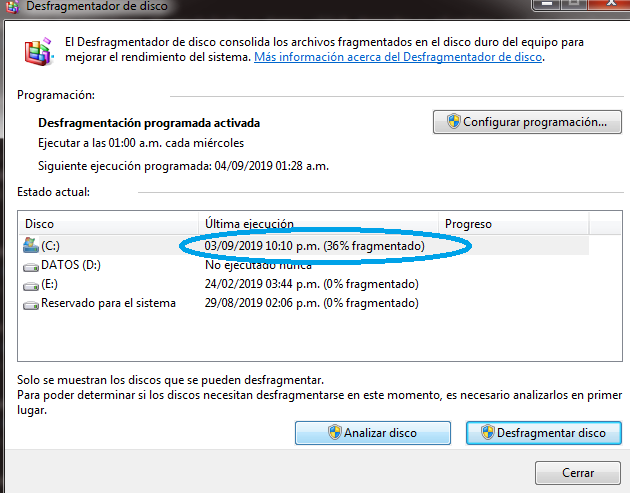 Desfragmentador de disco
El Desfragmentador de disco consolida los archivos fragmentados en el disco duro del equipo para
mejorar el rendimiento del sistema. Más información acerca del Desfragmentador de disco.
Programación:
Desfragmentación programada activada
Configurar programación...
Ejecutar a las 01:00 a.m. cada miércoles
Siguiente ejecución programada: 04/09/2019 01:28 a.m.
Estado actual:
Disco Última ejecución Progreso
(C:) 03/09/2019 10:10 p.m. (36% fragmentado)
DATOS (D:) No ejecutado nunca
(E:) 24/02/2019 03:44 p.m. (0% fragmentado)
Reservado para el sistema 29/08/2019 02:06 p.m. (0% fragmentado)
Solo se muestran los discos que se pueden desfragmentar.
Para poder determinar si los discos necesitan desfragmentarse en este momento, es necesario analizarlos en primer
lugar.
Analizar disco Desfragmentar disco
Cerrar